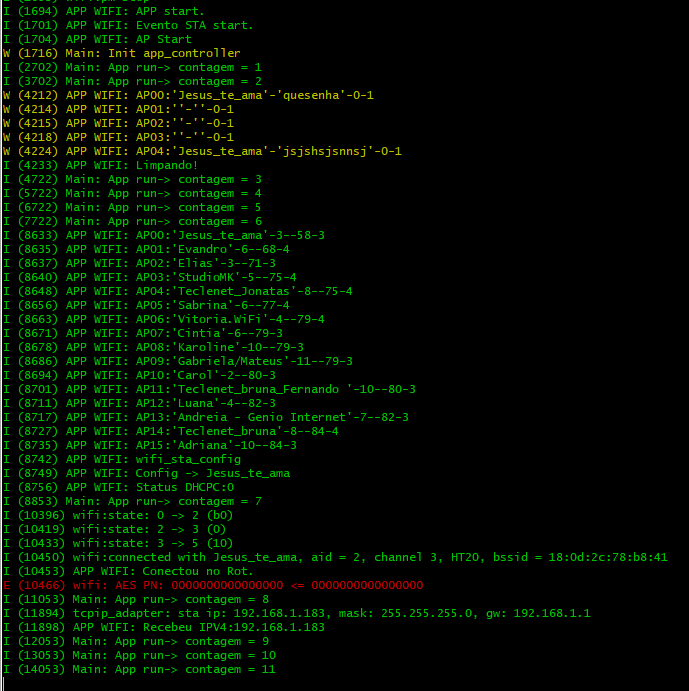 I (1694) APP WIFI: APP start.
I (1701) APP WIFI: Evento STA start.
I (1704) APP WIFI: AP Start
W (1716) Main: Init app_controller
I (2702) Main: App run-> contagem = 1
I (3702) Main: App run-> contagem = 2
W (4212) APP WIFI: AP00:'Jesus_te_ama'-'quesenha'-0-1
W (4214) APP WIFI: AP01:''-''-0-1
W (4215) APP WIFI: AP02:''-''-0-1
W (4218) APP WIFI: AP03:''-''-0-1
W (4224) APP WIFI: AP04:'Jesus_te_ama'-'jsjshsjsnnsj'-0-1
I (4233) APP WIFI: Limpando!
I (4722) Main: App run-> contagem = 3
I (5722) Main: App run-> contagem = 4
I (6722) Main: App run-> contagem = 5
I (7722) Main: App run-> contagem = 6
I (8633) APP WIFI: AP00:'Jesus_te_ama'-3--58-3
I (8635) APP WIFI: AP01:'Evandro'-6--68-4
I (8637) APP WIFI: AP02:'Elias'-3--71-3
I (8640) APP WIFI: AP03:'StudioMK'-5--75-4
I (8648) APP WIFI: AP04:'Teclenet_Jonatas'-8--75-4
I (8656) APP WIFI: AP05:'Sabrina'-6--77-4
I (8663) APP WIFI: AP06:'Vitoria.WiFi'-4--79-4
I (8671) APP WIFI: AP07:'Cintia'-6--79-3
I (8678) APP WIFI: AP08:'Karoline'-10--79-3
I (8686) APP WIFI: AP09:'Gabriela/Mateus'-11--79-3
I (8694) APP WIFI: AP10:'Carol'-2--80-3
I (8701) APP WIFI: AP11:'Teclenet_bruna_Fernando '-10--80-3
I (8711) APP WIFI: AP12:'Luana'-4--82-3
I (8717) APP WIFI: AP13:'Andreia - Genio Internet'-7--82-3
I (8727) APP WIFI: AP14:'Teclenet_bruna'-8--84-4
I (8735) APP WIFI: AP15:'Adriana'-10--84-3
I (8742) APP WIFI: wifi_sta_config
I (8749) APP WIFI: Config -> Jesus_te_ama
I (8756) APP WIFI: Status DHCPC:0
I (8853) Main: App run-> contagem = 7
I (10396) wifi:state: 0 -> 2 (b0)
I (10419) wifi:state: 2 -> 3 (0)
I (10433) wifi:state: 3 -> 5 (10)
I (10450) wifi:connected with Jesus_te_ama, aid = 2, channel 3, HT20, bssid = 18:0d:2c:78:b8:41
I (10453) APP WIFI: Conectou no Rot.
E (10466) wifi: AES PN: 0000000000000000 <= 0000000000000000
I (11053) Main: App run-> contagem = 8
I (11894) tcpip_adapter: sta ip: 192.168.1.183, mask: 255.255.255.0, gw: 192.168.1.1
I (11898) APP WIFI: Recebeu IPV4:192.168.1.183
I (12053) Main: App run-> contagem = 9
I (13053) Main: App run-> contagem = 10
I (14053) Main: App run-> contagem = 11